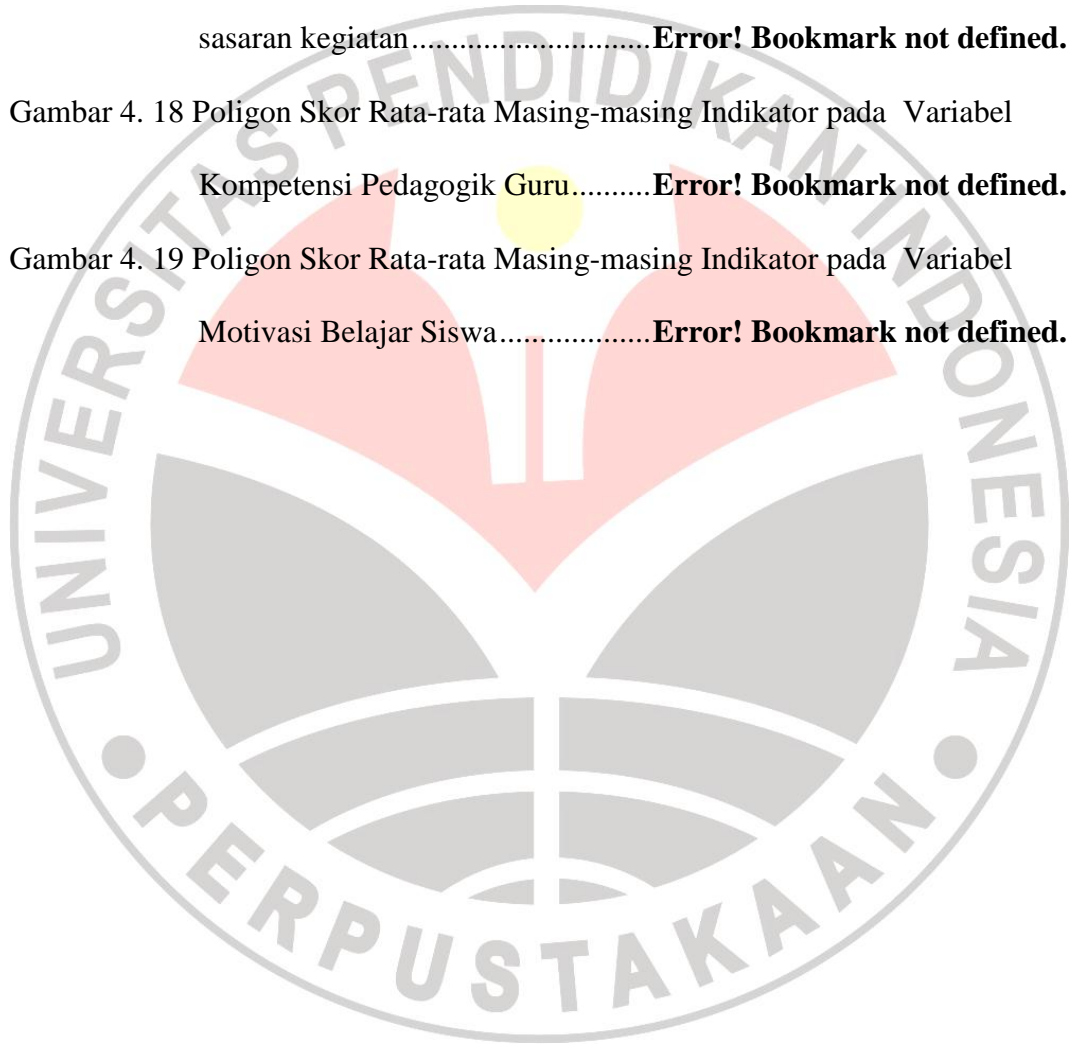 sasaran kegiatan..............................Error! Bookmark not defined.
Gambar 4. 18 Poligon Skor Rata-rata Masing-masing Indikator pada  Variabel
Kompetensi Pedagogik Guru..........Error! Bookmark not defined.
Gambar 4. 19 Poligon Skor Rata-rata Masing-masing Indikator pada  Variabel
Motivasi Belajar Siswa...................Error! Bookmark not defined.
UNIVERSITAS PENDIDIKAN INDONESIA
PERPUSTAKAAN